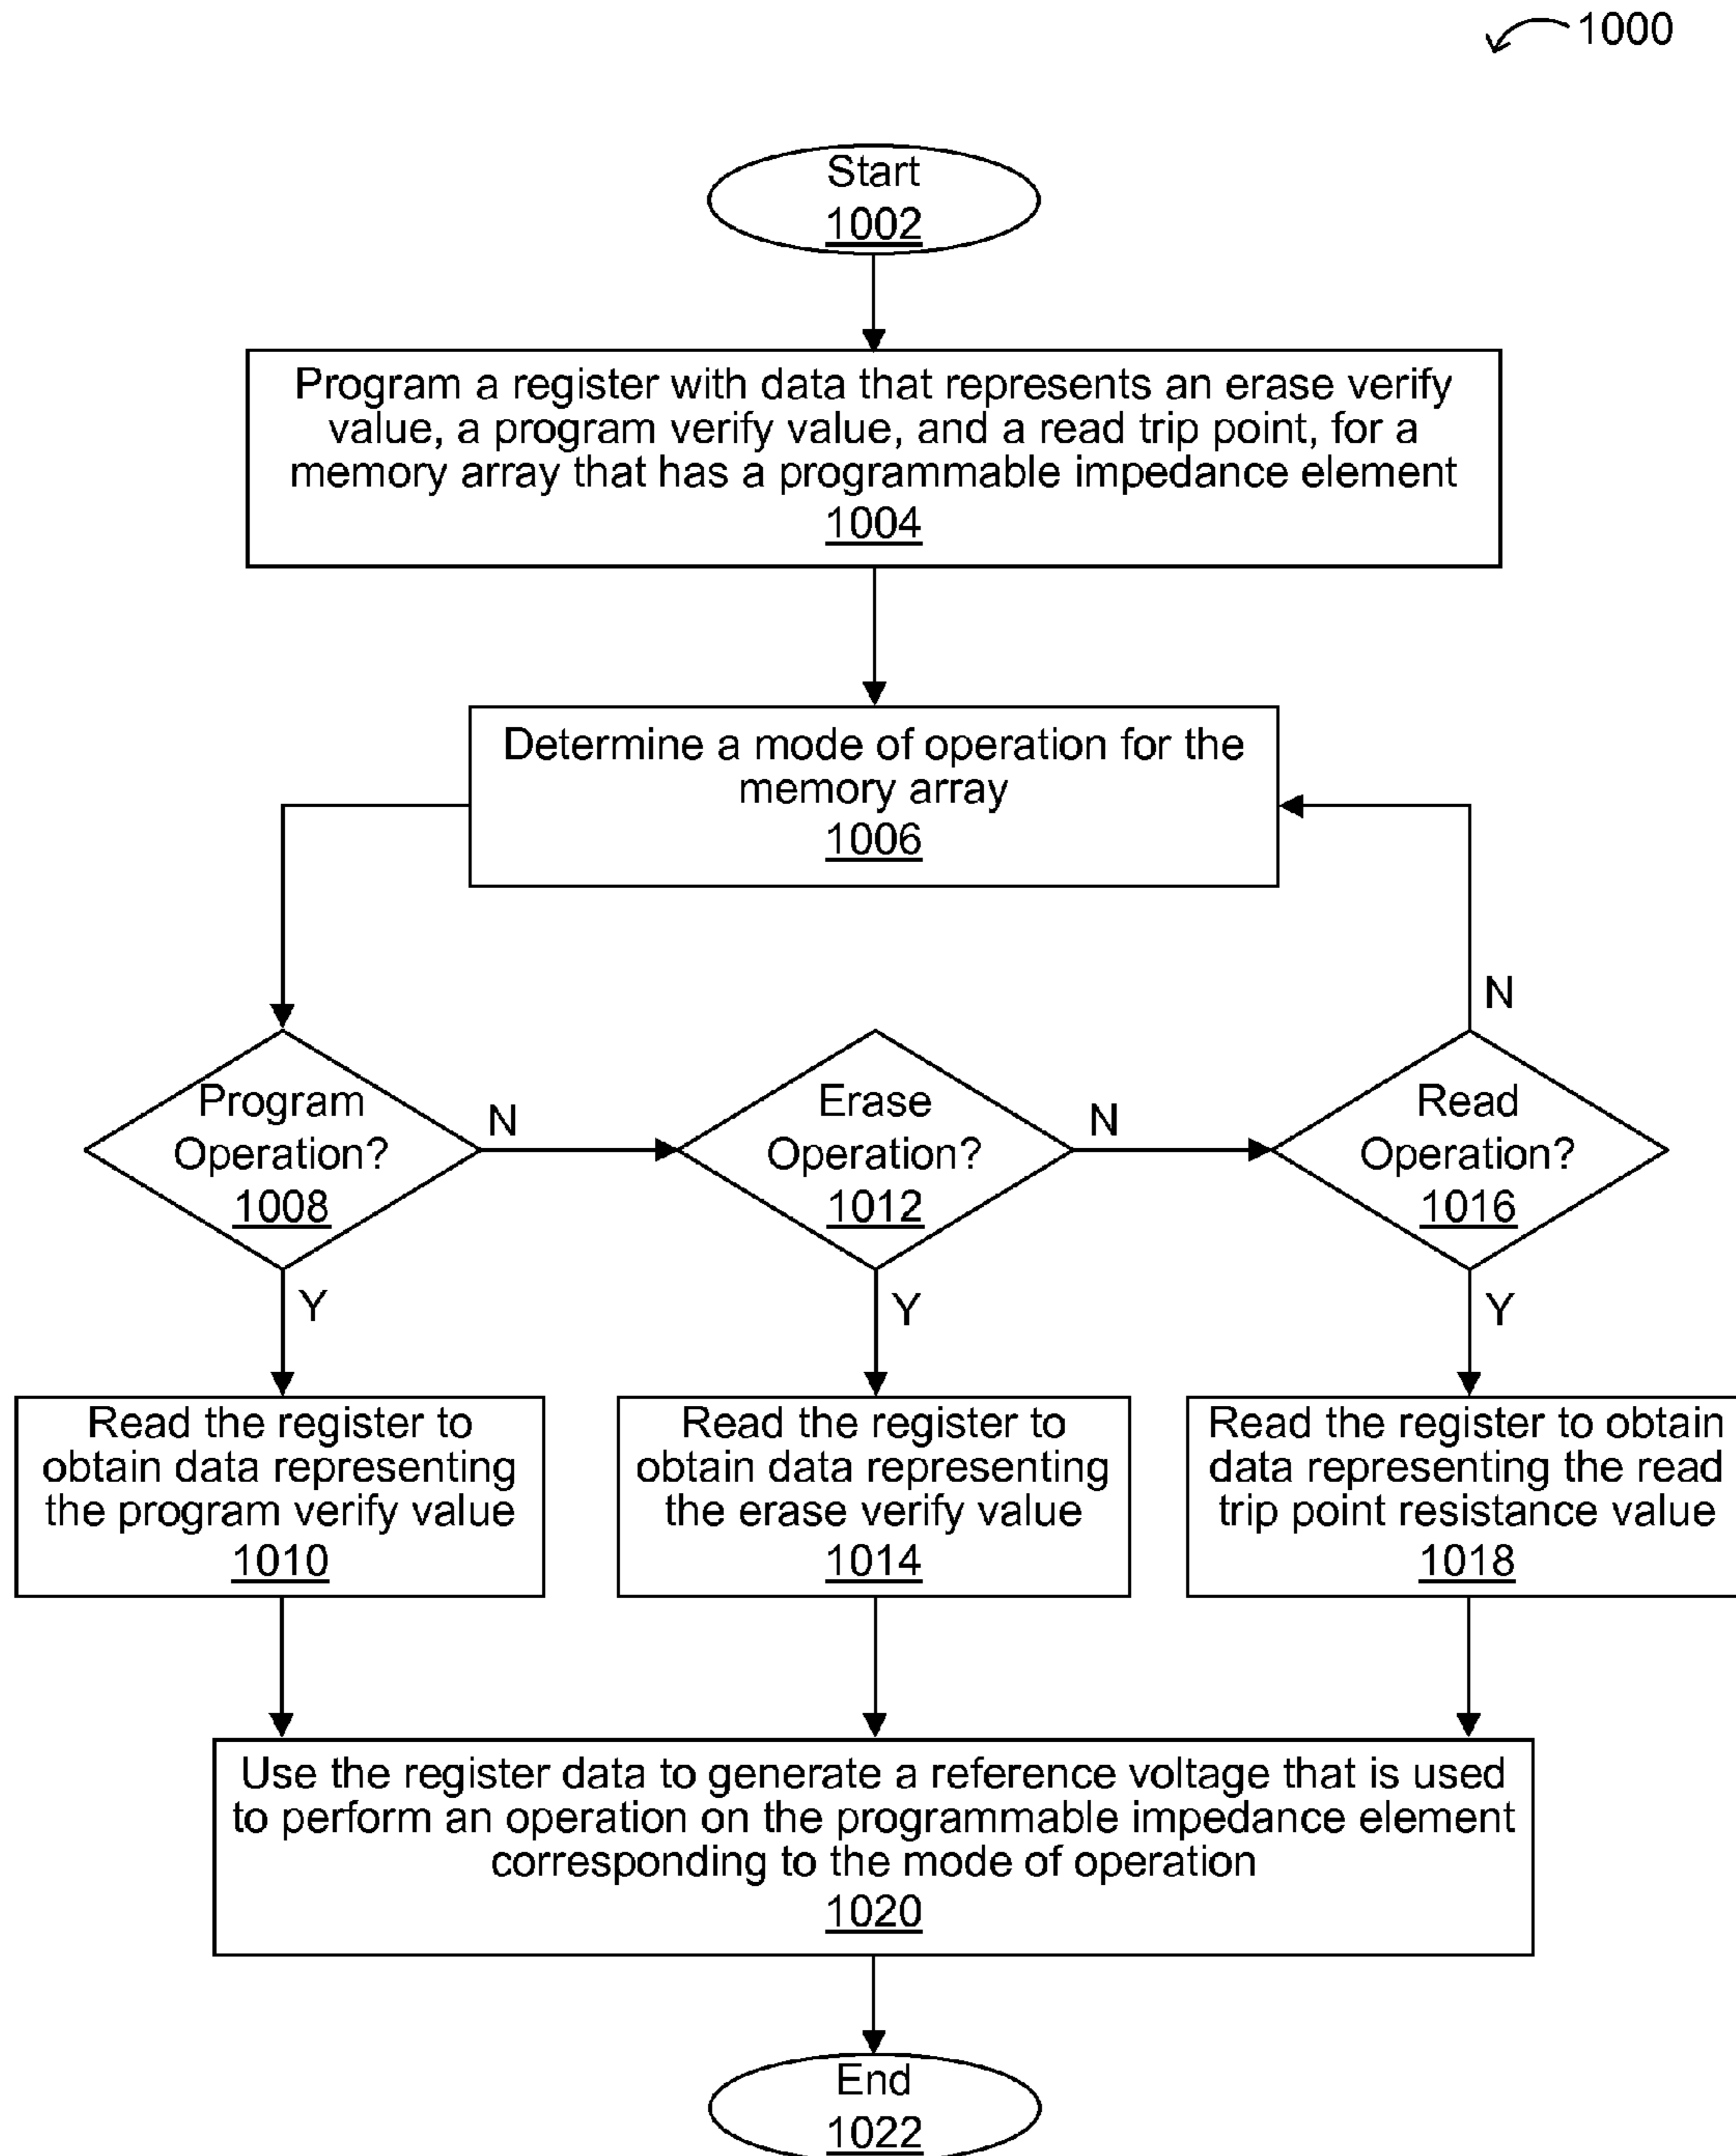 1000
Start
1002
Program a register with data that represents an erase verify
value, a program verify value, and a read trip point, for a
memory array that has a programmable impedance element
1004
Determine a mode of operation for the
memory array
1006
N
Program
Operation?
1008
N
Erase
Operation?
1012
N
Read
Operation?
1016
Y
Y
Y
Read the register to
obtain data representing
the program verify value
1010
Read the register to
obtain data representing
the erase verify value
1014
Read the register to obtain
data representing the read
trip point resistance value
1018
Use the register data to generate a reference voltage that is used
to perform an operation on the programmable impedance element
corresponding to the mode of operation
1020
End
1022